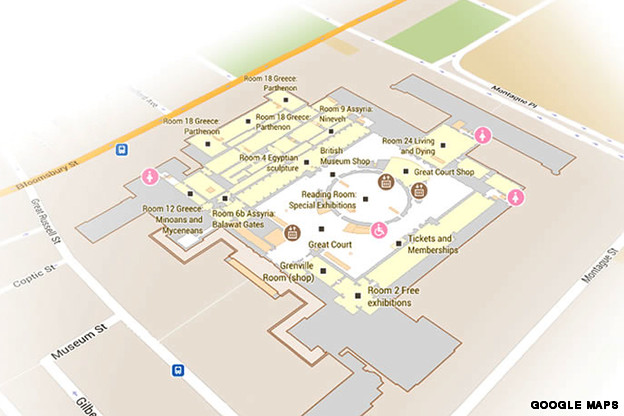 Montague Pl
Room 18 Greece:
Parthenon
ford Ave
Room 18 Greece:
Parthenon
Room 18 Greece:
Parthenon
Room 9 Assyria:
Nineveh
Room 24 Living
and Dying
British
Museum Shop
Room 4 Egyptian
sculpture
Great Court Shop
Bloomsbury St
Reading Room:
Special Exhibitions
Room 12 Greece:
Minoans and
Myceneans
Room 6b Assyria:
Balawat Gates
Great Russell St
Great Court
Tickets and
Memberships
Coptic St
Grenville
Room (shop)
Room 2 Free
exhibitions
Montague St
Museum St
Gilbe
GOOGLE MAPS